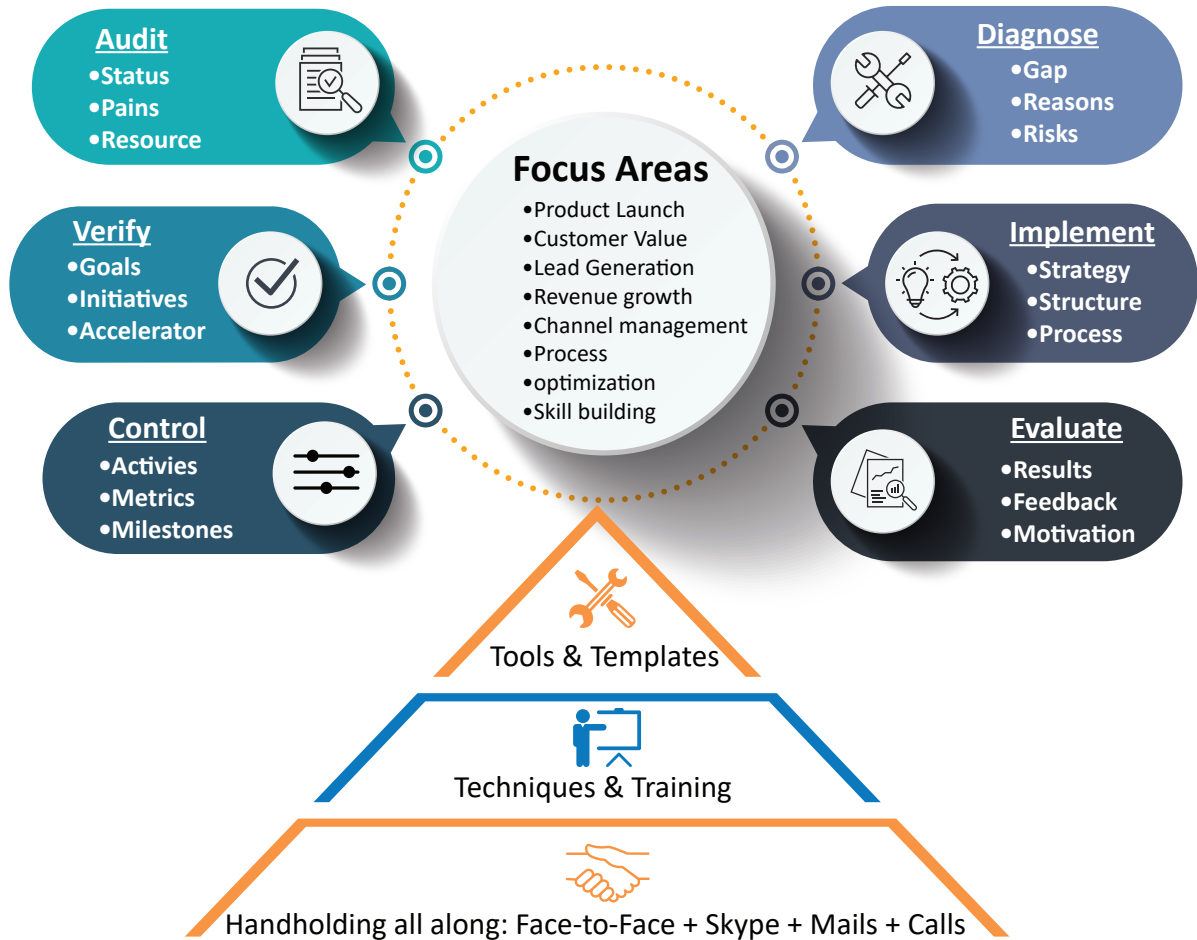 Audit
•Status
•Pains
•Resource
Diagnose
•Gap
•Reasons
•Risks
Verify
•Goals
•Initiatives
•Accelerator
Focus Areas
•Product Launch
•Customer Value
•Lead Generation
•Revenue growth
•Channel management
•Process
•optimization
•Skill building
Implement
•Strategy
•Structure
•Process
Control
•Activies
•Metrics
•Milestones
Evaluate
•Results
•Feedback
•Motivation
Tools & Templates
Techniques & Training
Handholding all along: Face-to-Face + Skype + Mails + Calls